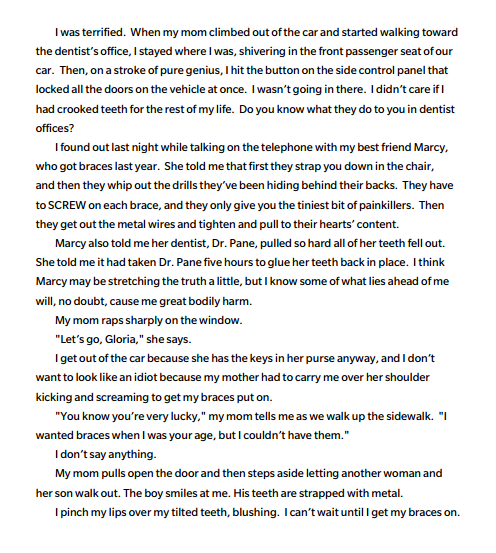 I was terrified.  When my mom climbed out of the car and started walking toward
the dentist's office, I stayed where I was, shivering in the front passenger seat of our
car.  Then, on a stroke of pure genius, I hit the button on the side control panel that
locked all the doors on the vehicle at once.  I wasn't going in there.  I didn't care if I
had crooked teeth for the rest of my life.  Do you know what they do to you in dentist
offices?
I found out last night while talking on the telephone with my best friend Marcy,
who got braces last year.  She told me that first they strap you down in the chair,
and then they whip out the drills they've been hiding behind their backs.  They have
to SCREW on each brace, and they only give you the tiniest bit of painkillers.  Then
they get out the metal wires and tighten and pull to their hearts' content.
Marcy also told me her dentist, Dr. Pane, pulled so hard all of her teeth fell out.
She told me it had taken Dr. Pane five hours to glue her teeth back in place.  I think
Marcy may be stretching the truth a little, but I know some of what lies ahead of me
will, no doubt, cause me great bodily harm.
My mom raps sharply on the window.
"Let's go, Gloria," she says.
I get out of the car because she has the keys in her purse anyway, and I don't
want to look like an idiot because my mother had to carry me over her shoulder
kicking and screaming to get my braces put on.
"You know you're very lucky," my mom tells me as we walk up the sidewalk.  "I
wanted braces when I was your age, but I couldn't have them."
I don't say anything.
My mom pulls open the door and then steps aside letting another woman and
her son walk out. The boy smiles at me. His teeth are strapped with metal.
I pinch my lips over my tilted teeth, blushing.  I can't wait until I get my braces on.